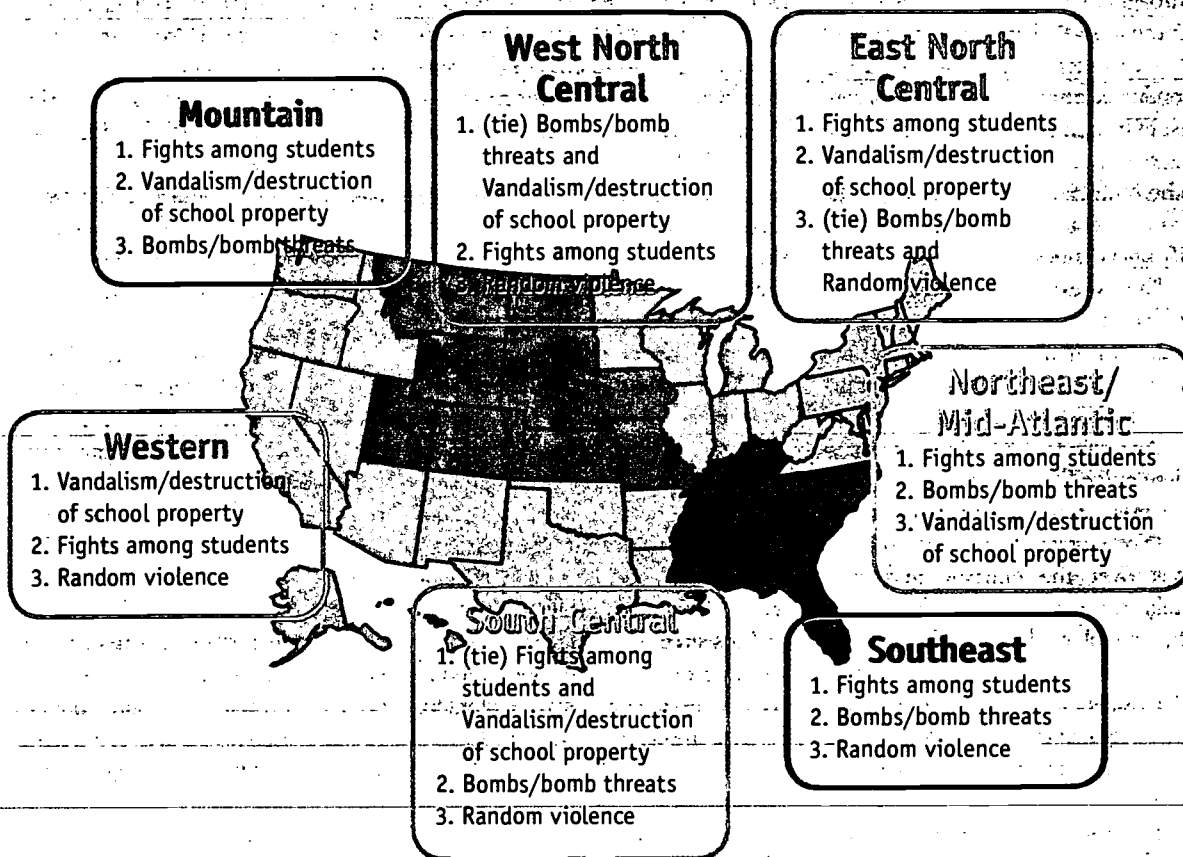 Mountain
1. Fights among students
2. Vandalism/destruction
of school property
3. Bombs/bomb threats
West North
Central
1. (tie) Bombs/bomb
threats and
Vandalism/destruction
of school property
2. Fights among students
3. Random violence
East North
Central
1. Fights among students
2. Vandalism/destruction
of school property
3. (tie) Bombs/bomb
threats and
Random violence
Western
1. Vandalism/destruction
of school property
2. Fights among students
3. Random violence
Northeast/
Mid-Atlantic
1. Fights among students
2. Bombs/bomb threats
3. Vandalism/destruction
of school property
South Central
1. (tie) Fights among
students and
Vandalism/destruction
of school property
2. Bombs/bomb threats
3. Random violence
Southeast
1. Fights among students
2. Bombs/bomb threats
3. Random violence